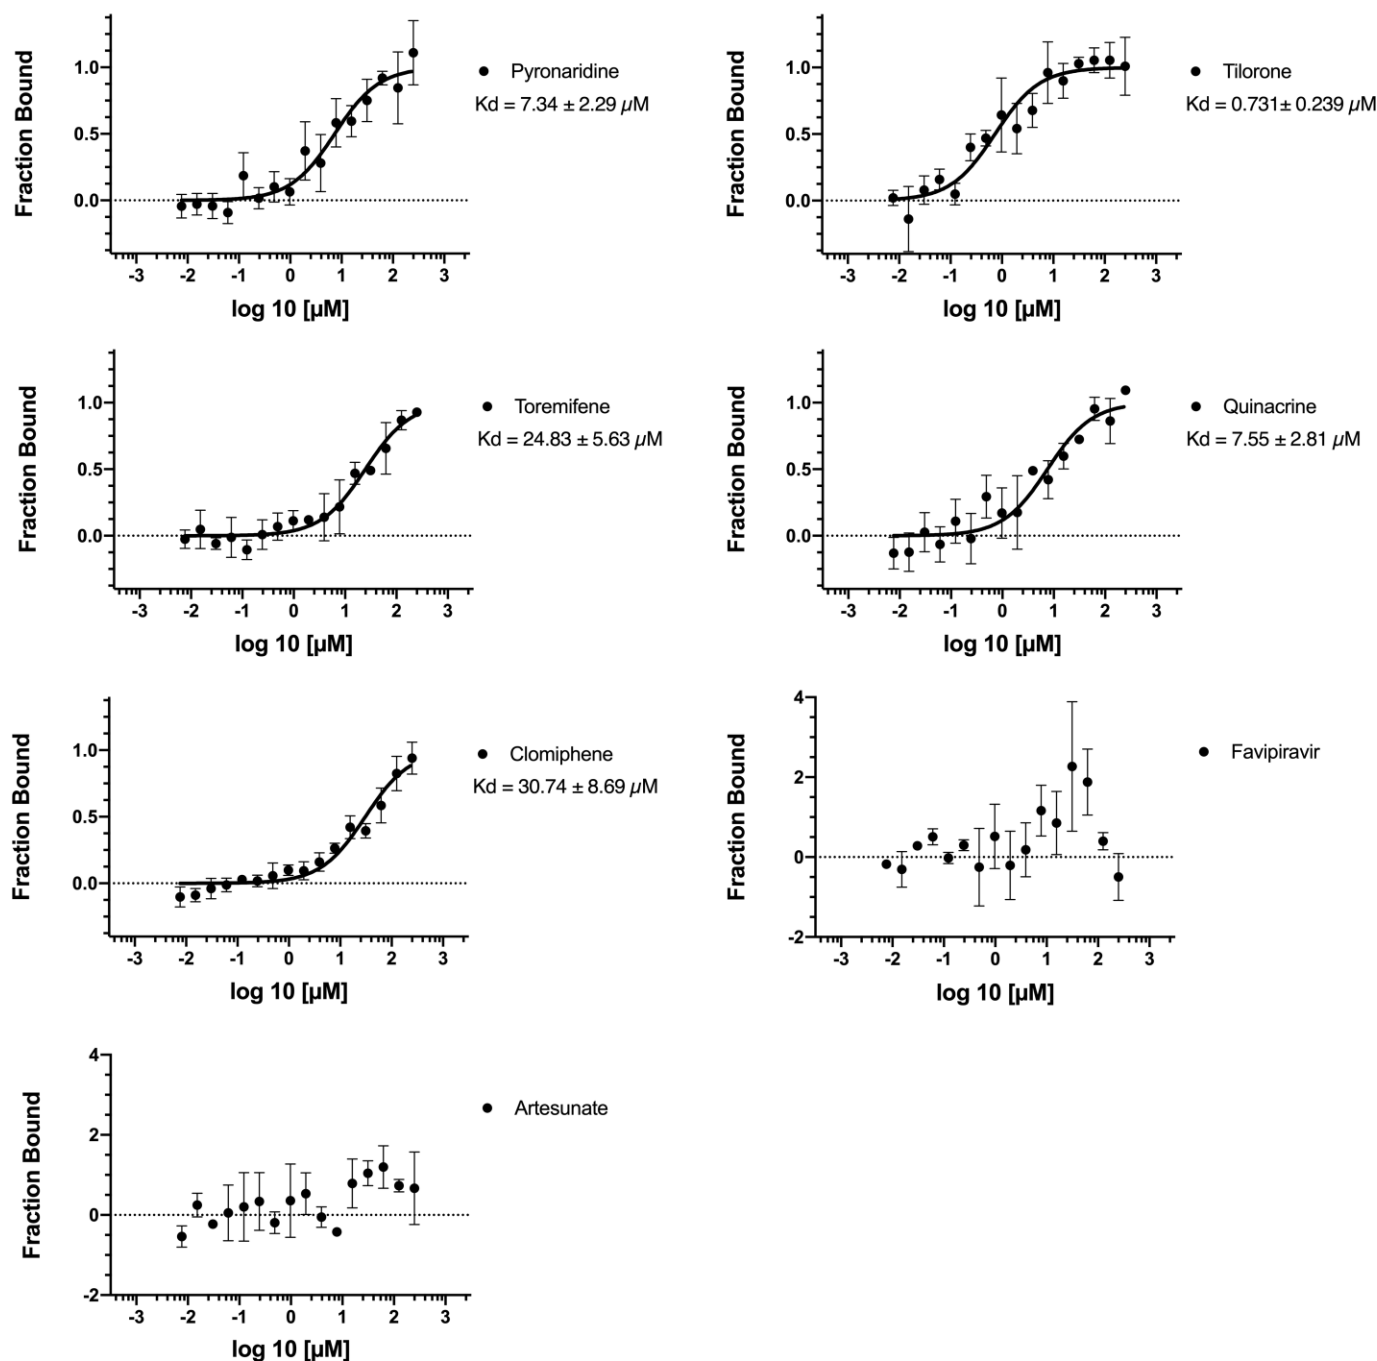 Fraction Bound
1.0
0.5
0.0
-3 -2 -1 0 1 2 3
log 10 [µM]
Pyronaridine
Kd = 7.34 ± 2.29 µM
Fraction Bound
1.0
0.5
0.0
-3 -2 -1 0 1 2 3
log 10 [µM]
Tilorone
Kd = 0.731± 0.239 µM
Fraction Bound
1.0
0.5
0.0
-3 -2 -1 0 1 2 3
log 10 [µM]
Toremifene
Kd = 24.83 ± 5.63 µM
Fraction Bound
1.0
0.5
0.0
-3 -2 -1 0 1 2 3
log 10 [µM]
Quinacrine
Kd = 7.55 ± 2.81 µM
Fraction Bound
1.0
0.5
0.0
-3 -2 -1 0 1 2 3
log 10 [µM]
Clomiphene
Kd = 30.74 ± 8.69 µM
Fraction Bound
4
2
0
-2
-3 -2 -1 0 1 2 3
log 10 [µM]
Favipiravir
Fraction Bound
4
2
0
-2
-3 -2 -1 0 1 2 3
log 10 [µM]
Artesunate